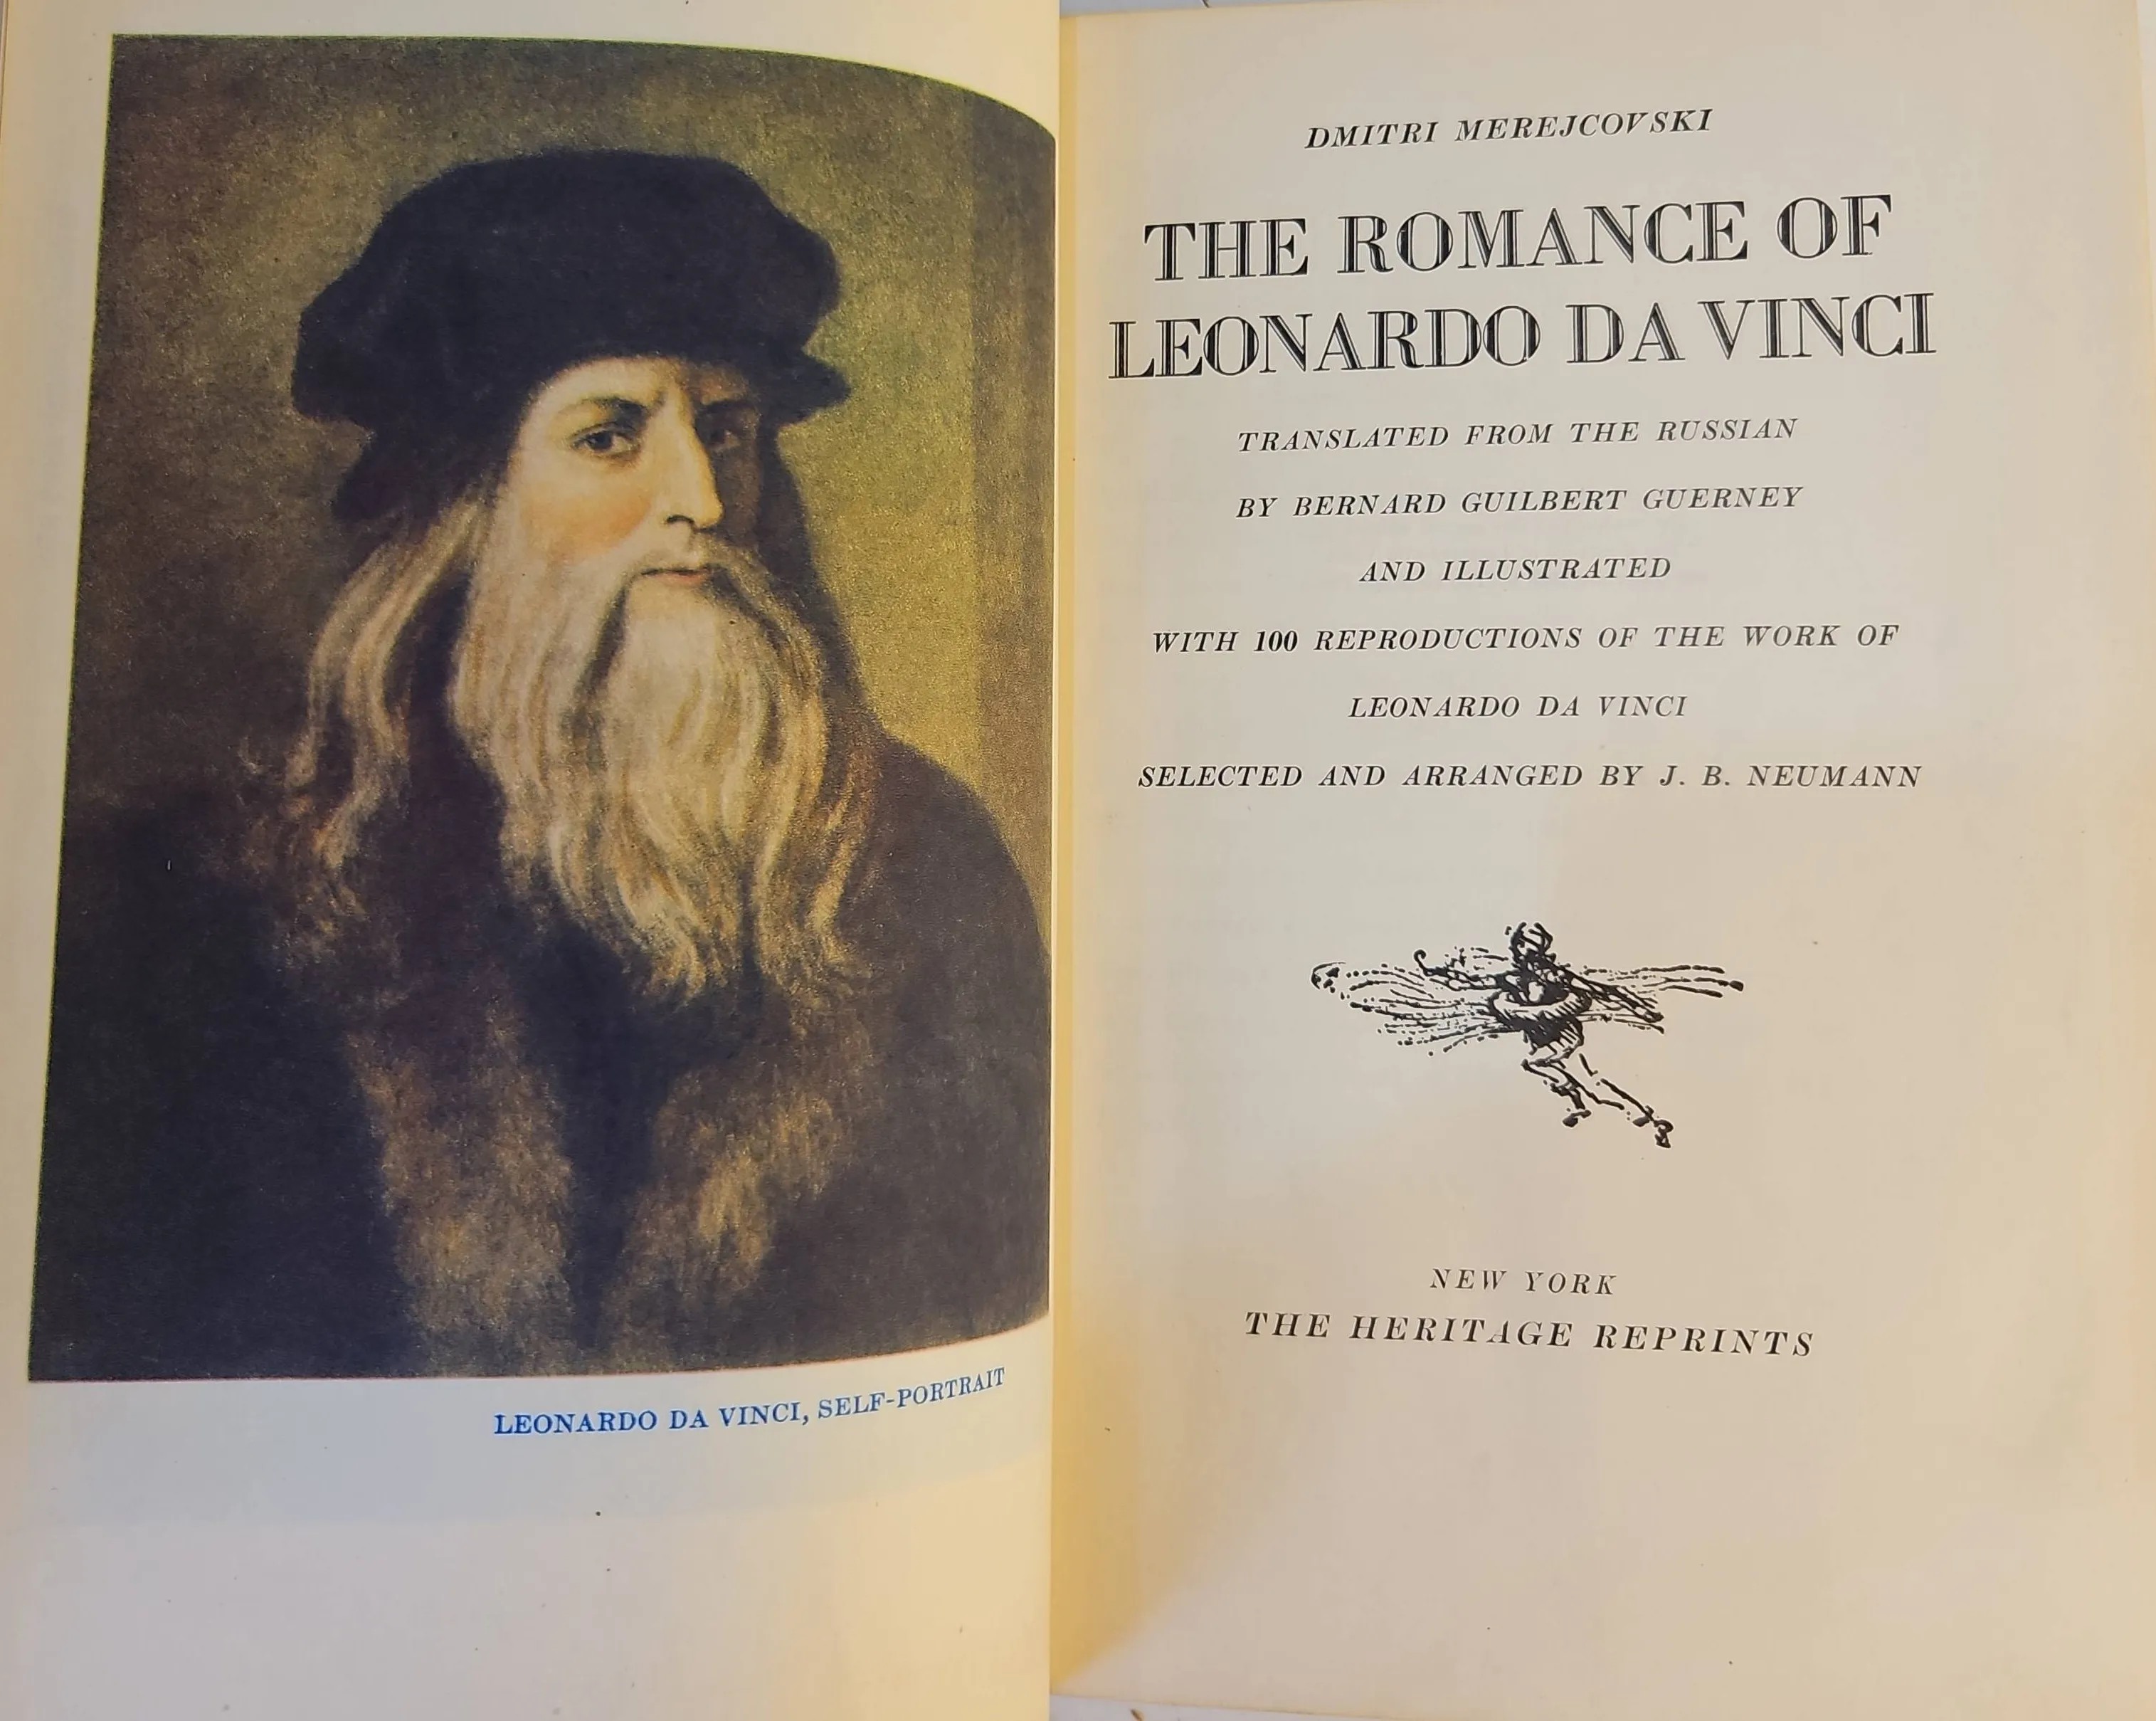 LEONARDO DA VINCI, SELF-PORTRAIT
DMITRI MEREJCOVSKI
THE ROMANCE OF
LEONARDO DA VINCI
TRANSLATED FROM THE RUSSIAN
BY BERNARD GUILBERT GUERNEY
AND ILLUSTRATED
WITH 100 REPRODUCTIONS OF THE WORK OF
LEONARDO DA VINCI
SELECTED AND ARRANGED BY J. B. NEUMANN
NEW YORK
THE HERITAGE REPRINTS